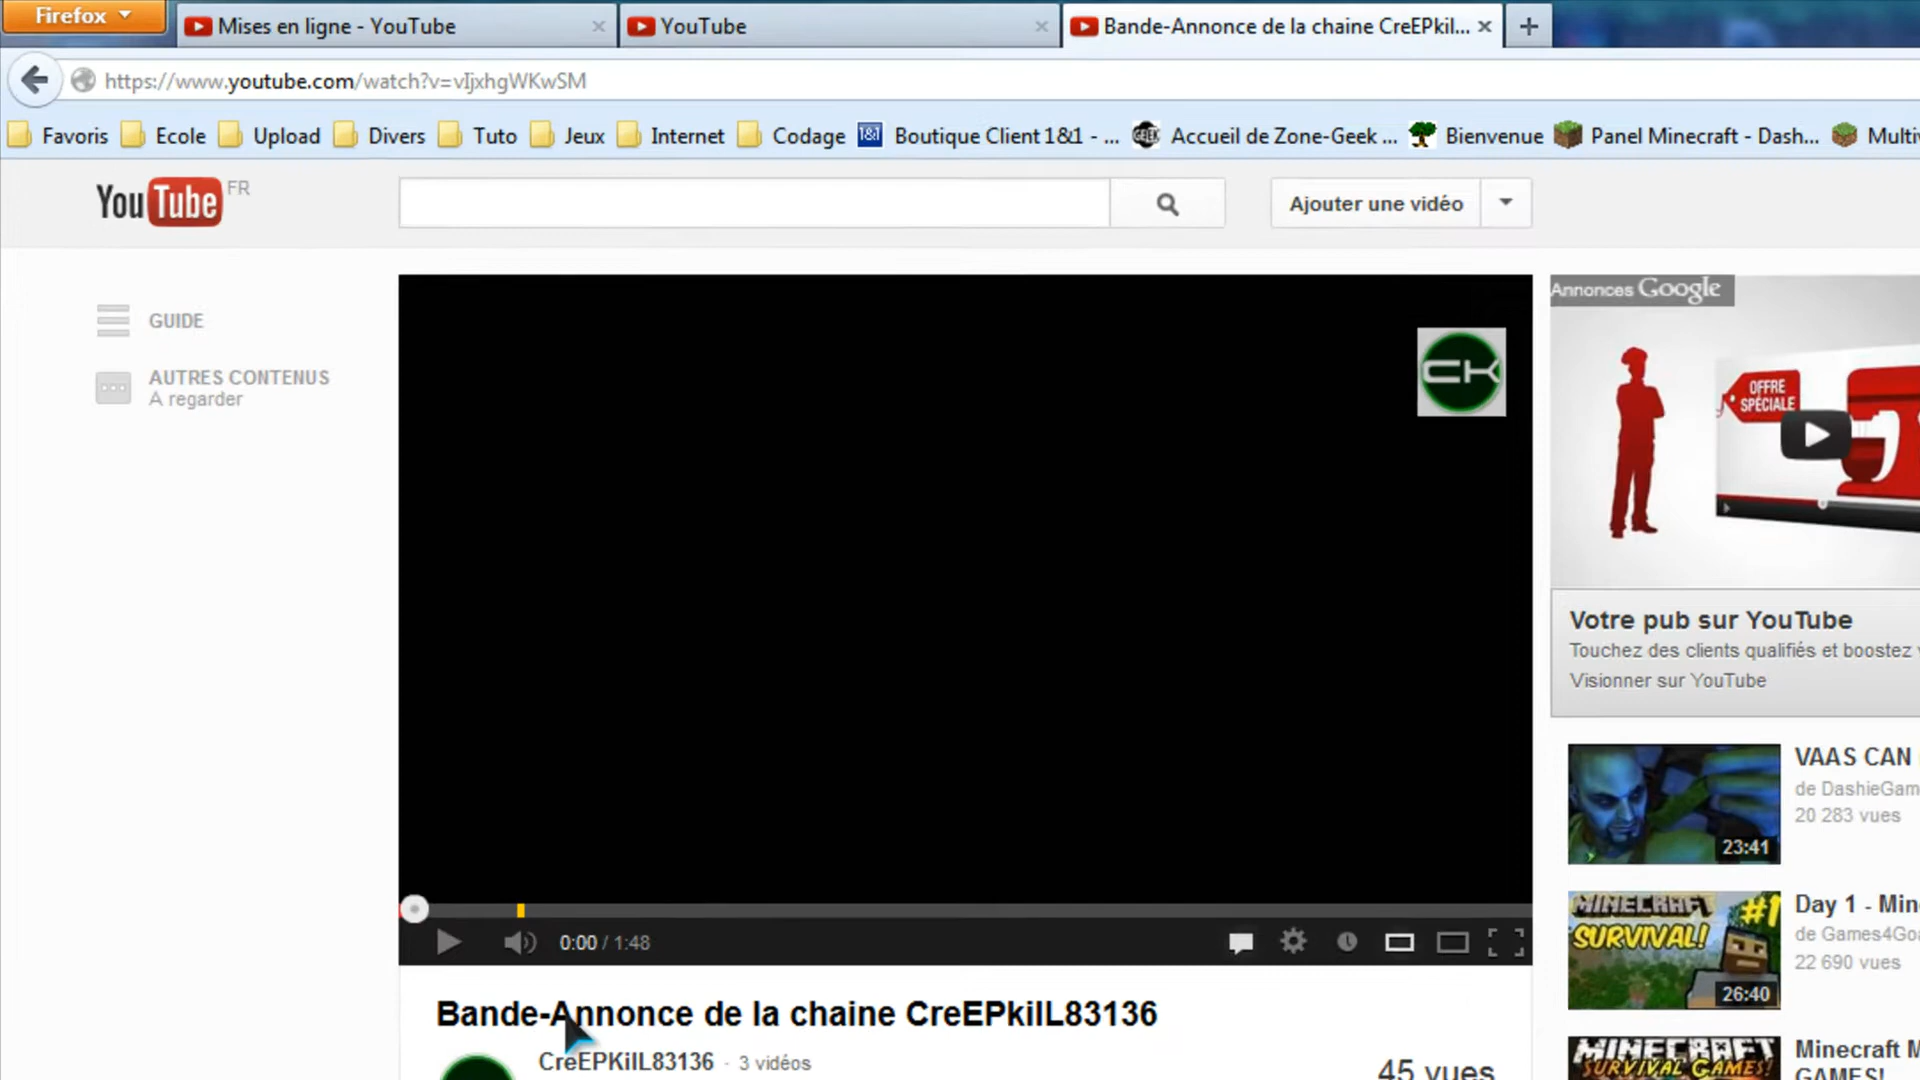 Firefox
Mises en ligne - YouTube
YouTube
Bande-Annonce de la chaine CreEPkil...
https://www.youtube.com/watch?v=vIjxhgWKwSM
Favoris
Ecole
Upload
Divers
Tuto
Jeux
Internet
Codage
1&1
Boutique Client 1&1 - ...
GEEK
Accueil de Zone-Geek ...
Bienvenue
Panel Minecraft - Dash...
YouTube FR
Ajouter une vidéo
GUIDE
AUTRES CONTENUS
A regarder
CK
Annonces Google
OFFRE
SPÉCIALE
Votre pub sur YouTube
Touchez des clients qualifiés et boostez
Visionner sur YouTube
VAAS CAN
de DashieGam
20 283 vues
23:41
MINECRAFT #1
SURVIVAL!
26:40
Day 1 - Min
de Games4Go
22 690 vues
0:00 / 1:48
Bande-Annonce de la chaine CreEPkilL83136
CreEPKilL83136 · 3 vidéos
45 vues
MINECRAFT
SURVIVAL GAMES!
Minecraft M
GAMES!